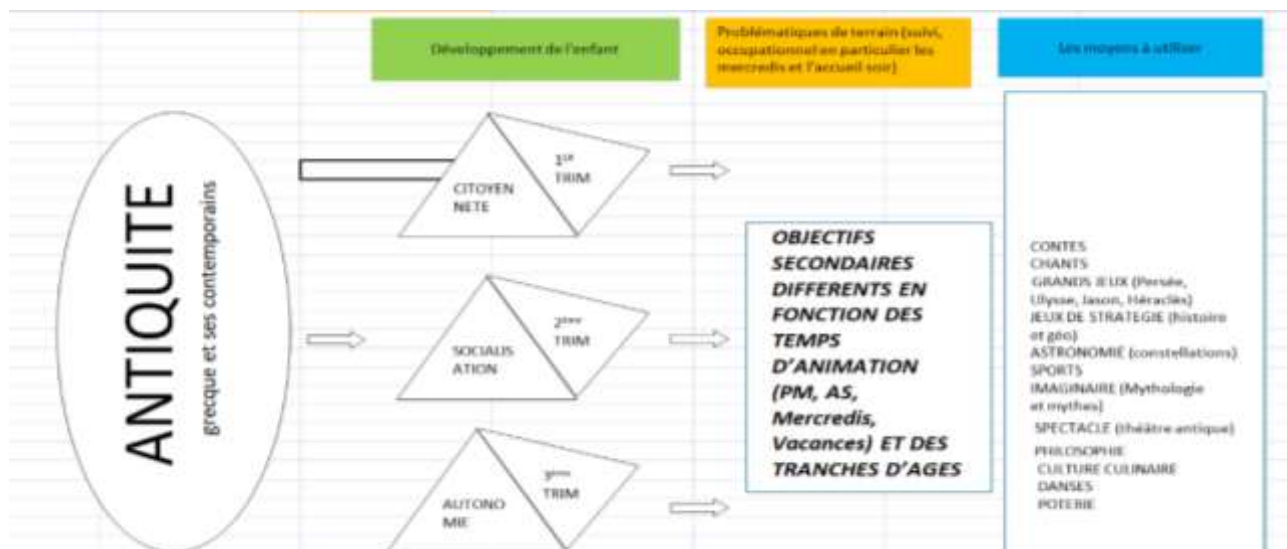 Développement de l'enfant
Problématiques de terrain (suivi,
occupationnel en particulier les
mercredis et l'accueil soir)
Les moyens à utiliser
ANTIQUITE
grecque et ses contemporains
CITOYEN
NETE
1ER
TRIM
SOCIALIS
ATION
2ème
TRIM
AUTONO
MIE
3ème
TRIM
OBJECTIFS
SECONDAIRES
DIFFERENTS EN
FONCTION DES
TEMPS
D'ANIMATION
(PM, AS,
Mercredis,
Vacances) ET DES
TRANCHES D'AGES
CONTES
CHANTS
GRANDS JEUX (Persée,
Ulysse, Jason, Héraclès)
JEUX DE STRATEGIE (histoire
et géo)
ASTRONOMIE (constellations)
SPORTS
IMAGINAIRE (Mythologie
et mythes)
SPECTACLE (théâtre antique)
PHILOSOPHIE
CULTURE CULINAIRE
DANSES
POTERIE